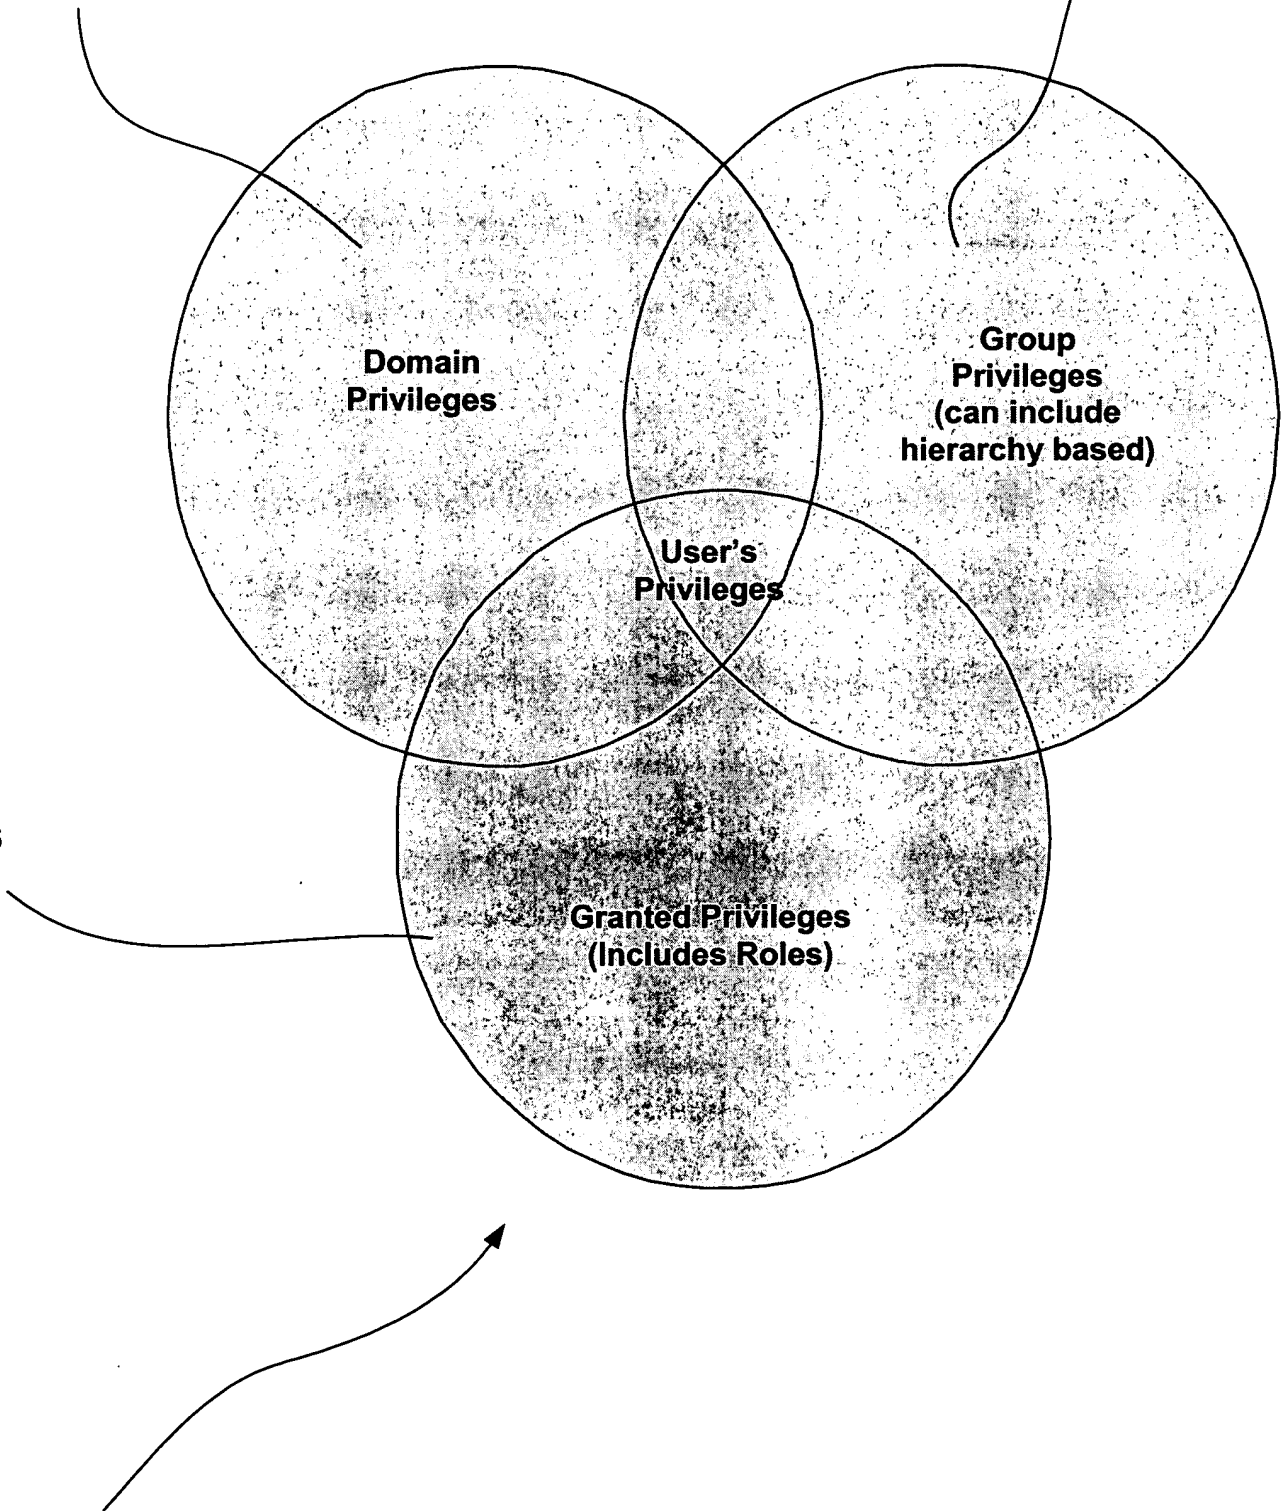 Domain
Privileges
Group
Privileges
(can include
hierarchy based)
User's
Privileges
Granted Privileges
(Includes Roles)